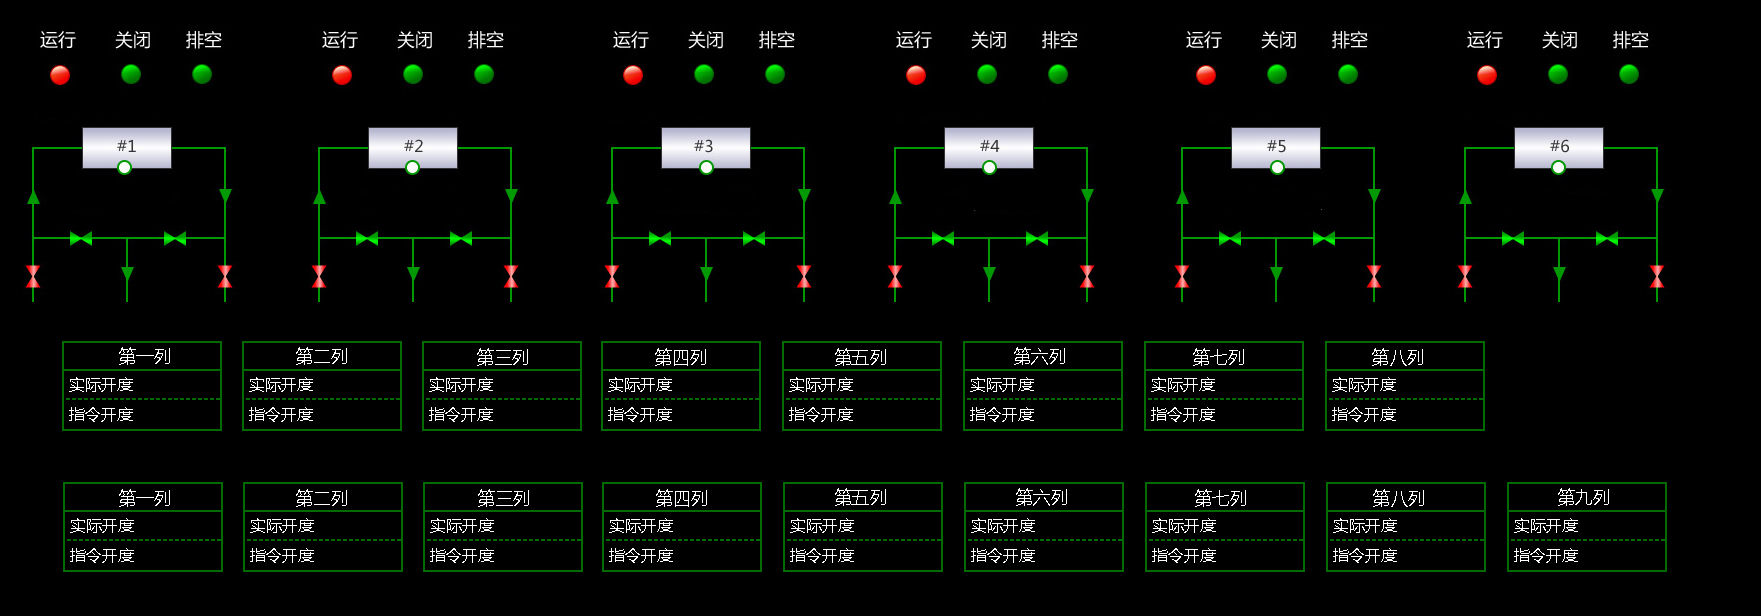 运行 关闭 排空 运行 关闭 排空 运行 关闭 排空 运行 关闭 排空 运行 关闭 排空 运行 关闭 排空
#1 #2 #3 #4 #5 #6
第一列 第二列 第三列 第四列 第五列 第六列 第七列 第八列
实际开度 实际开度 实际开度 实际开度 实际开度 实际开度 实际开度 实际开度
指令开度 指令开度 指令开度 指令开度 指令开度 指令开度 指令开度 指令开度
第一列 第二列 第三列 第四列 第五列 第六列 第七列 第八列 第九列
实际开度 实际开度 实际开度 实际开度 实际开度 实际开度 实际开度 实际开度 实际开度
指令开度 指令开度 指令开度 指令开度 指令开度 指令开度 指令开度 指令开度 指令开度